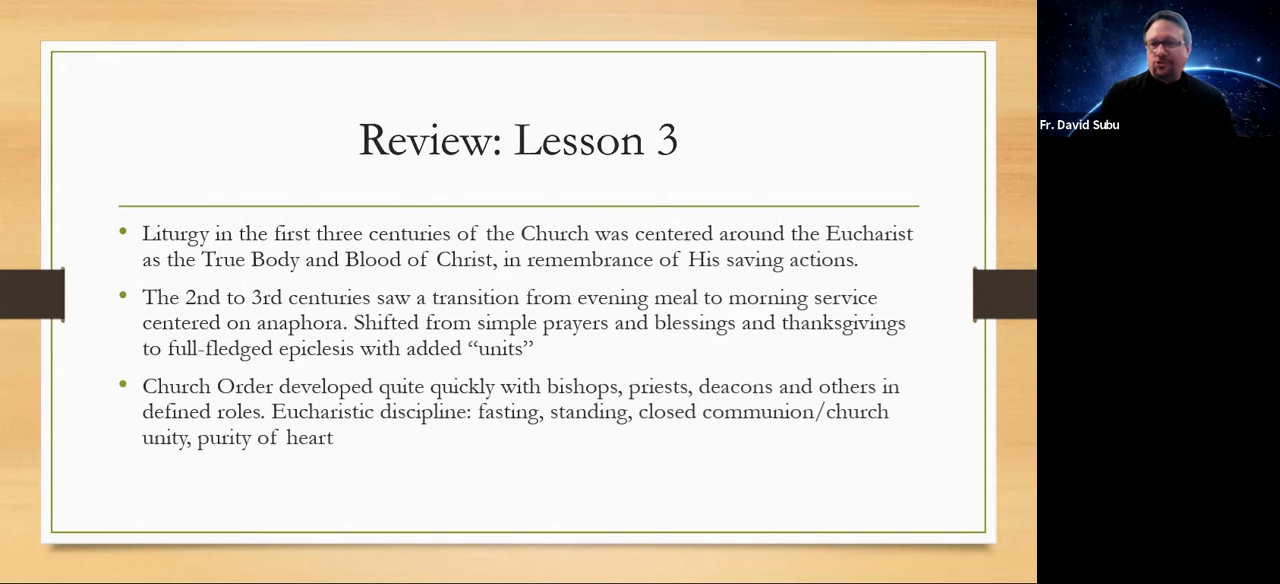 Review: Lesson 3
• Liturgy in the first three centuries of the Church was centered around the Eucharist
as the True Body and Blood of Christ, in remembrance of His saving actions.
• The 2nd to 3rd centuries saw a transition from evening meal to morning service
centered on anaphora. Shifted from simple prayers and blessings and thanksgivings
to full-fledged epiclesis with added “units”
• Church Order developed quite quickly with bishops, priests, deacons and others in
defined roles. Eucharistic discipline: fasting, standing, closed communion/church
unity, purity of heart
Fr. David Subu